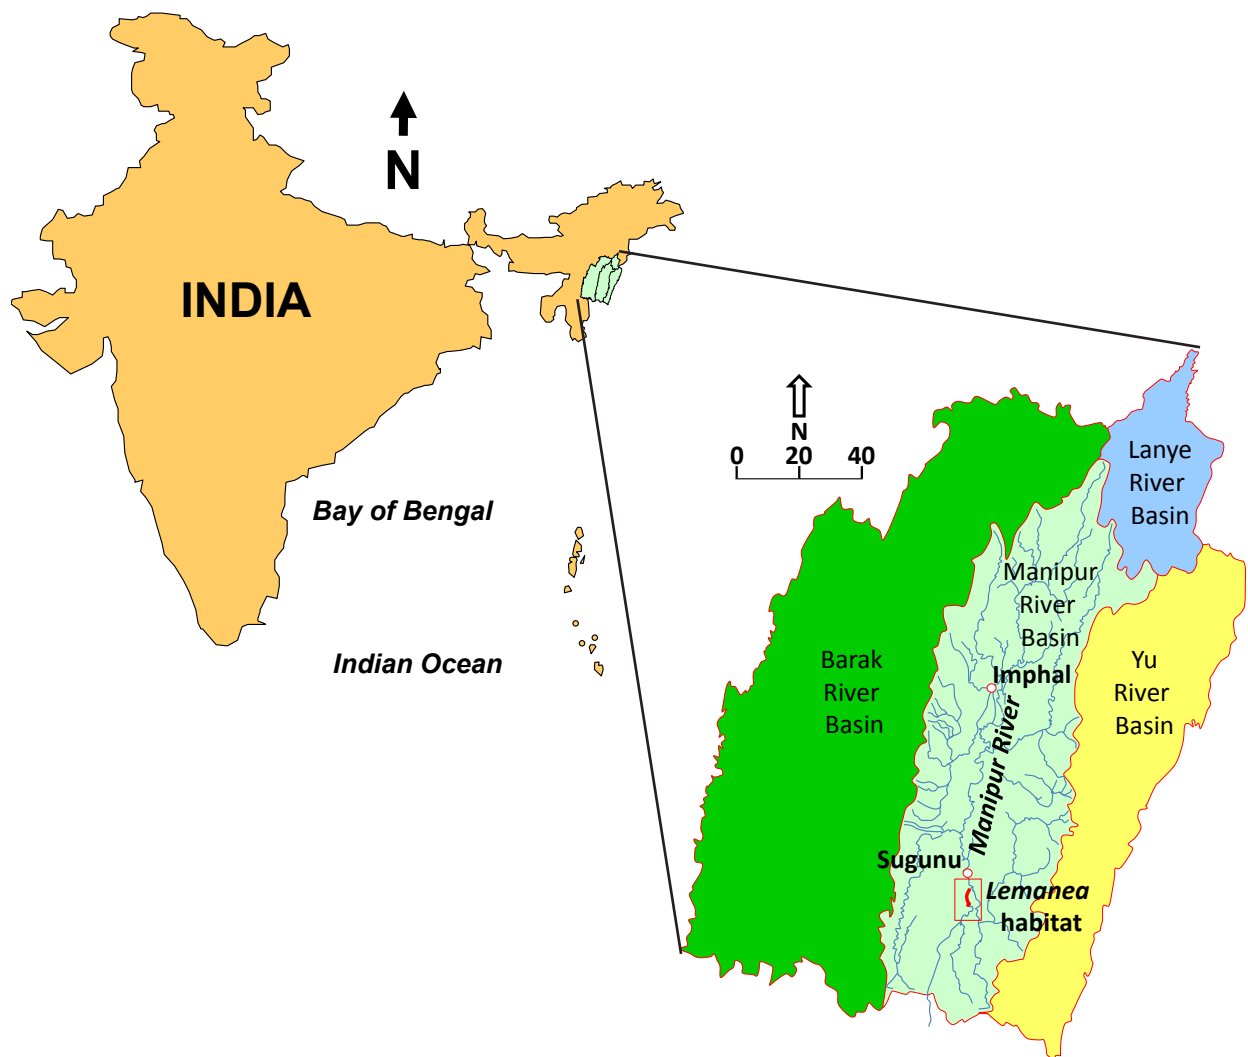 N
INDIA
Bay of Bengal
Indian Ocean
N
0 20 40
Lanye
River
Basin
Manipur
River
Basin
Barak
River
Basin
Yu
River
Basin
Imphal
Manipur River
Sugunu
Lemanea
habitat